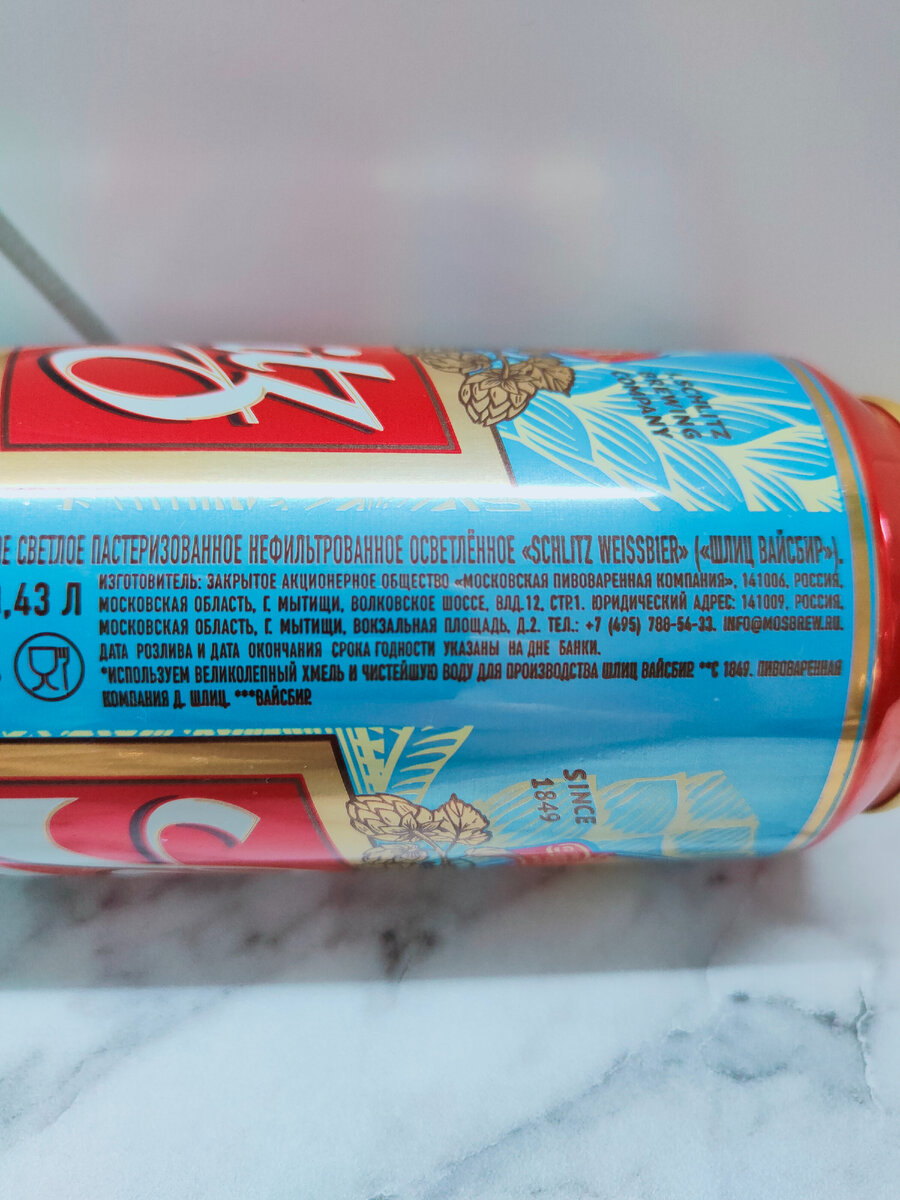 itz
SCHLITZ
BREWING
COMPANY
СВЕТЛОЕ ПАСТЕРИЗОВАННОЕ НЕФИЛЬТРОВАННОЕ ОСВЕТЛЁННОЕ «SCHLITZ WEISSBIER» («ШЛИЦ ВАЙСБИР»).
,43 Л
ИЗГОТОВИТЕЛЬ: ЗАКРЫТОЕ АКЦИОНЕРНОЕ ОБЩЕСТВО «МОСКОВСКАЯ ПИВОВАРЕННАЯ КОМПАНИЯ», 141006, РОССИЯ,
МОСКОВСКАЯ ОБЛАСТЬ, Г. МЫТИЩИ, ВОЛКОВСКОЕ ШОССЕ, ВЛД.12, СТР.1. ЮРИДИЧЕСКИЙ АДРЕС: 141009, РОССИЯ,
МОСКОВСКАЯ ОБЛАСТЬ, Г. МЫТИЩИ, ВОКЗАЛЬНАЯ ПЛОЩАДЬ, Д.2. ТЕЛ.: +7 (495) 788-54-33. INFO@MOSBREW.RU.
ДАТА РОЗЛИВА И ДАТА ОКОНЧАНИЯ СРОКА ГОДНОСТИ УКАЗАНЫ НА ДНЕ БАНКИ.
*ИСПОЛЬЗУЕМ ВЕЛИКОЛЕПНЫЙ ХМЕЛЬ И ЧИСТЕЙШУЮ ВОДУ ДЛЯ ПРОИЗВОДСТВА ШЛИЦ ВАЙСБИР **С 1849. ПИВОВАРЕННАЯ
КОМПАНИЯ Д. ШЛИЦ. ***ВАЙСБИР
SINCE
1849